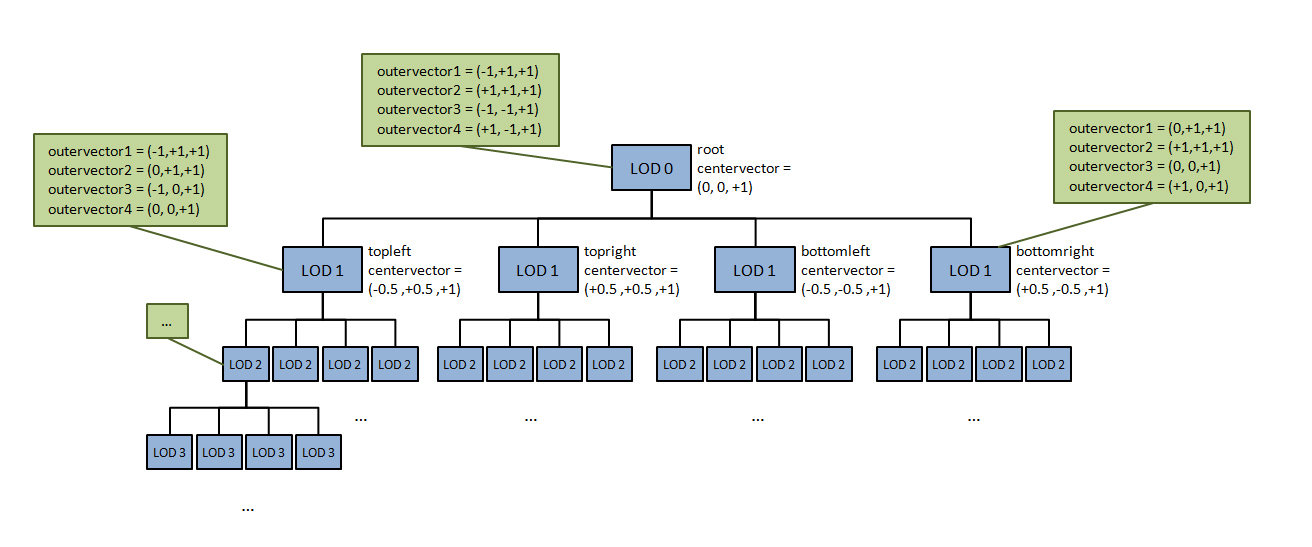 outervector1 = (-1,+1,+1)
outervector2 = (+1,+1,+1)
outervector3 = (-1, -1,+1)
outervector4 = (+1, -1,+1)
outervector1 = (-1,+1,+1)
outervector2 = (0,+1,+1)
outervector3 = (-1, 0,+1)
outervector4 = (0, 0,+1)
outervector1 = (0,+1,+1)
outervector2 = (+1,+1,+1)
outervector3 = (0, 0,+1)
outervector4 = (+1, 0,+1)
LOD 0
root
centervector =
(0, 0, +1)
LOD 1
topleft
centervector =
(-0.5 ,+0.5 ,+1)
LOD 1
topright
centervector =
(+0.5 ,+0.5 ,+1)
LOD 1
bottomleft
centervector =
(-0.5 ,-0.5 ,+1)
LOD 1
bottomright
centervector =
(+0.5 ,-0.5 ,+1)
...
LOD 2 LOD 2 LOD 2 LOD 2
LOD 2 LOD 2 LOD 2 LOD 2
LOD 2 LOD 2 LOD 2 LOD 2
LOD 2 LOD 2 LOD 2 LOD 2
...
...
...
...
LOD 3 LOD 3 LOD 3 LOD 3
...